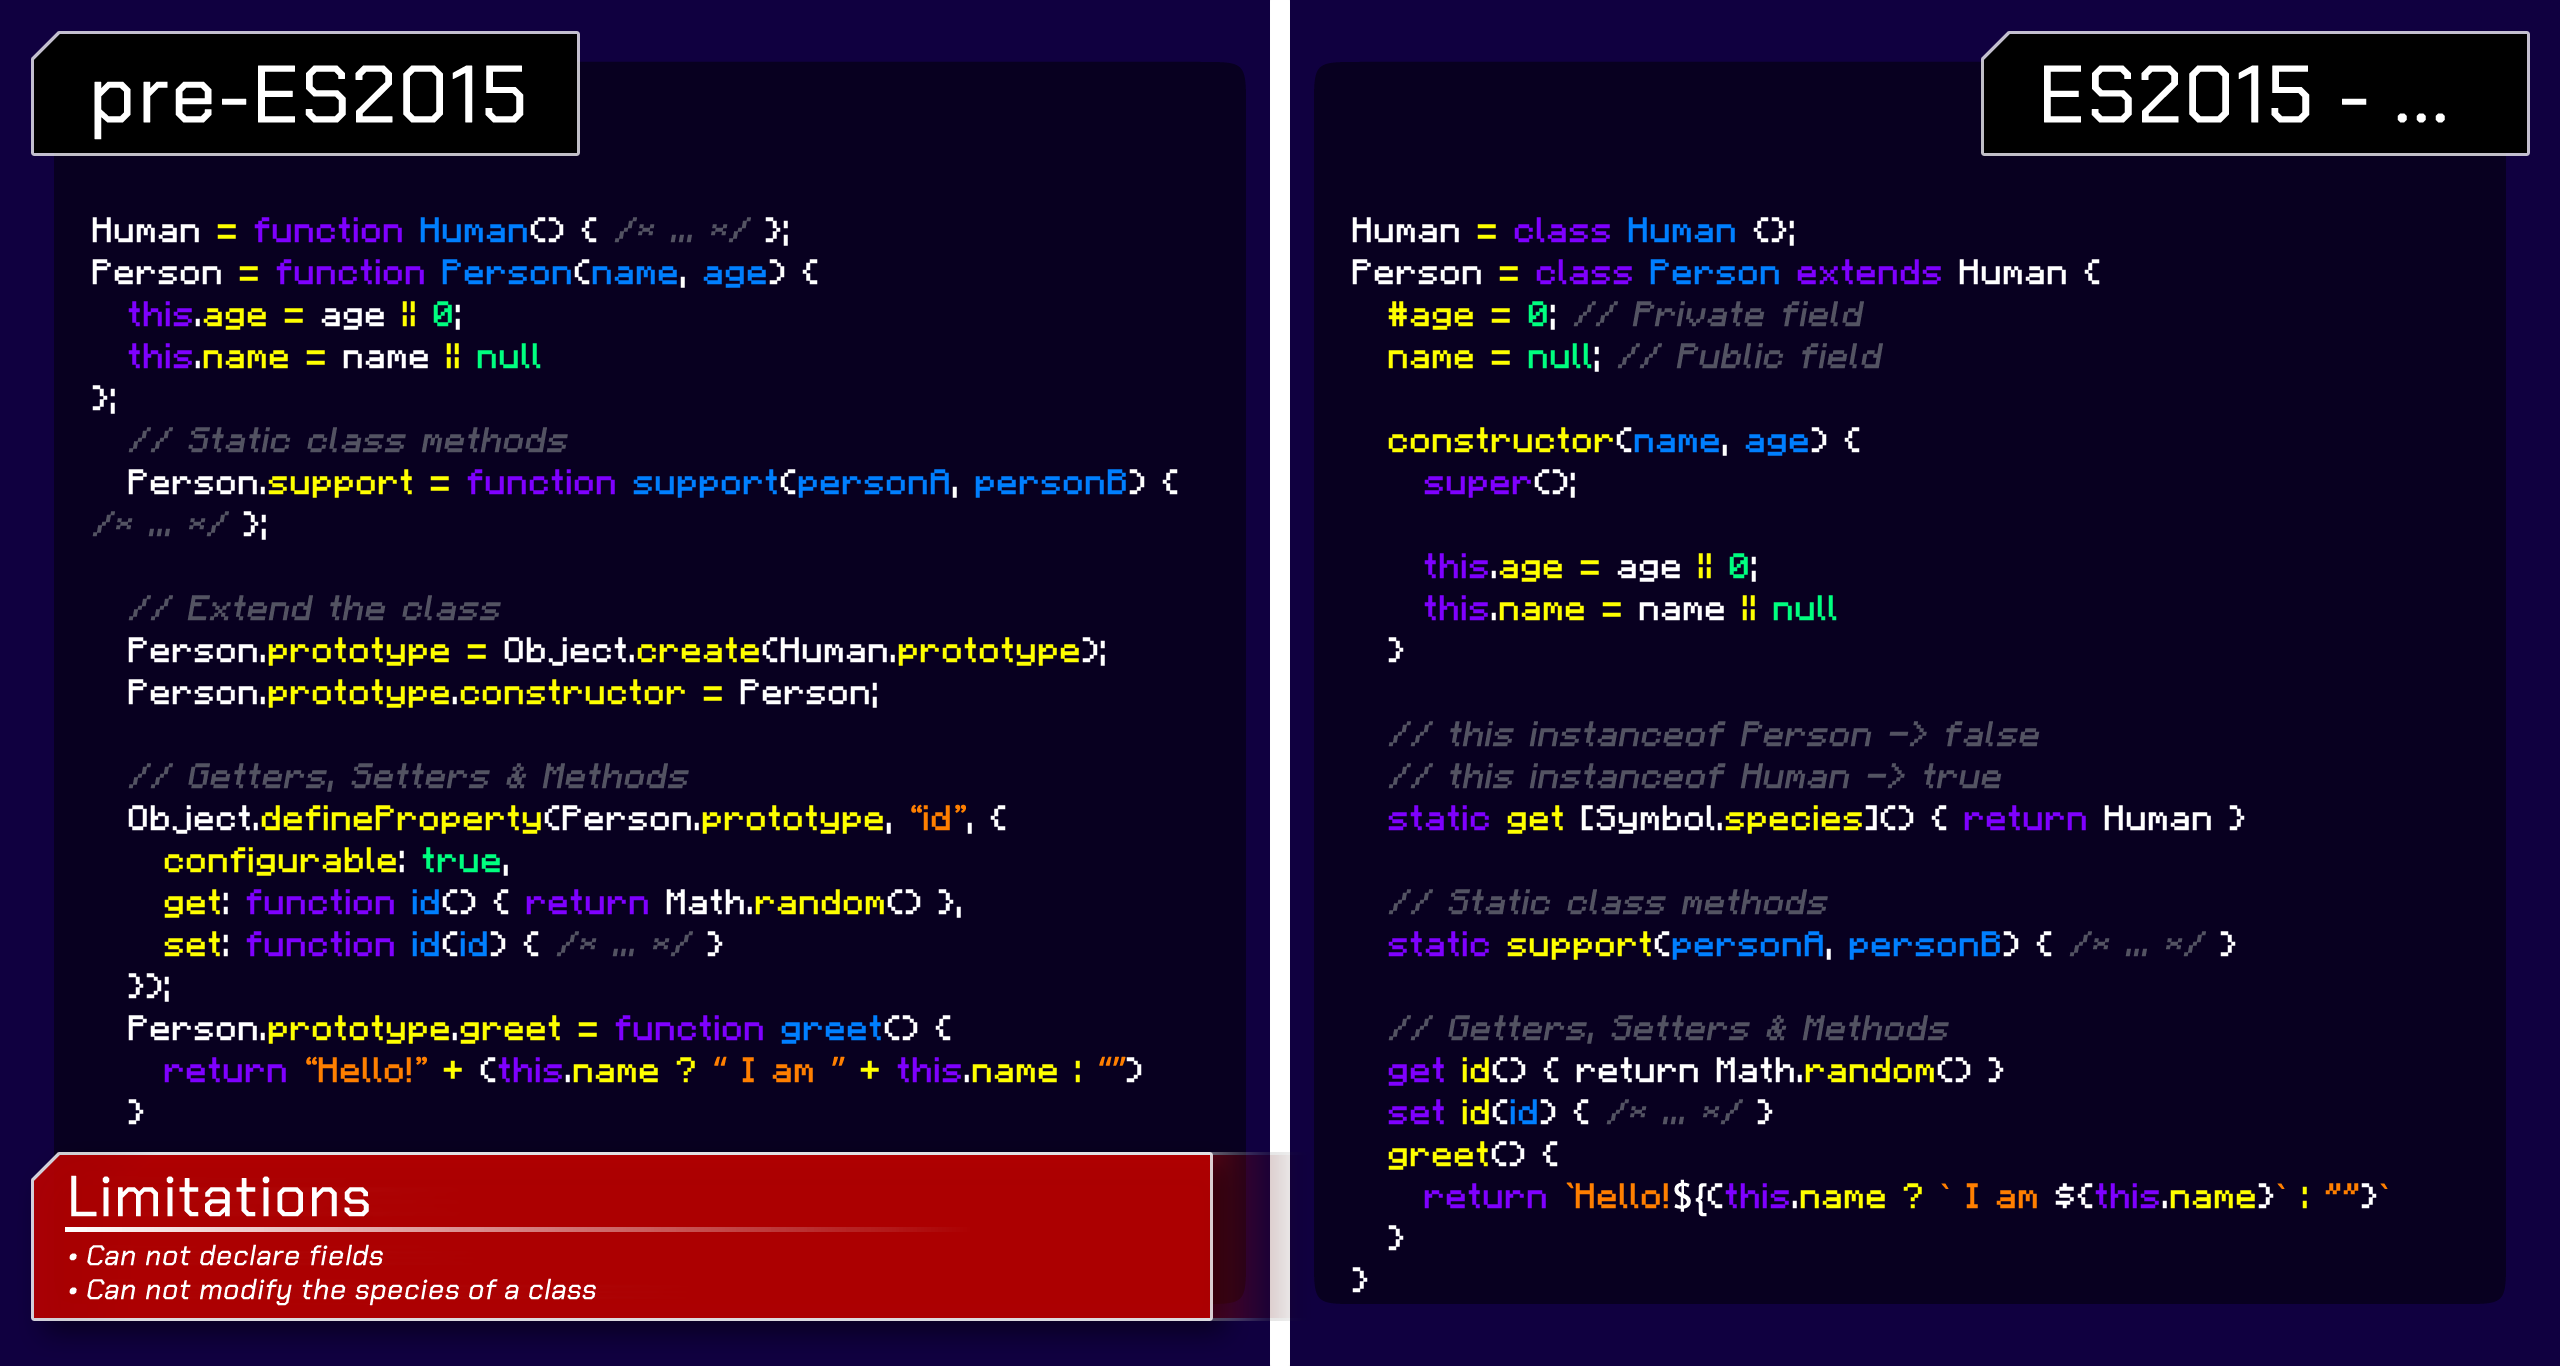 pre-ES2015
Human = function Human() { /* ... */ };
Person = function Person(name, age) {
this.age = age || 0;
this.name = name || null
};
// Static class methods
Person.support = function support(personA, personB) {
/* ... */ };
// Extend the class
Person.prototype = Object.create(Human.prototype);
Person.prototype.constructor = Person;
// Getters, Setters & Methods
Object.defineProperty(Person.prototype, “id”, {
configurable: true,
get: function id() { return Math.random() },
set: function id(id) { /* ... */ }
});
Person.prototype.greet = function greet() {
return “Hello!” + (this.name ? “ I am ” + this.name : “”)
}
Limitations
• Can not declare fields
• Can not modify the species of a class
ES2015 - ...
Human = class Human {};
Person = class Person extends Human {
#age = 0; // Private field
name = null; // Public field
constructor(name, age) {
super();
this.age = age || 0;
this.name = name || null
}
// this instanceof Person -> false
// this instanceof Human -> true
static get [Symbol.species]() { return Human }
// Static class methods
static support(personA, personB) { /* ... */ }
// Getters, Setters & Methods
get id() { return Math.random() }
set id(id) { /* ... */ }
greet() {
return `Hello!${(this.name ? ` I am ${this.name}` : “”)}`
}
}